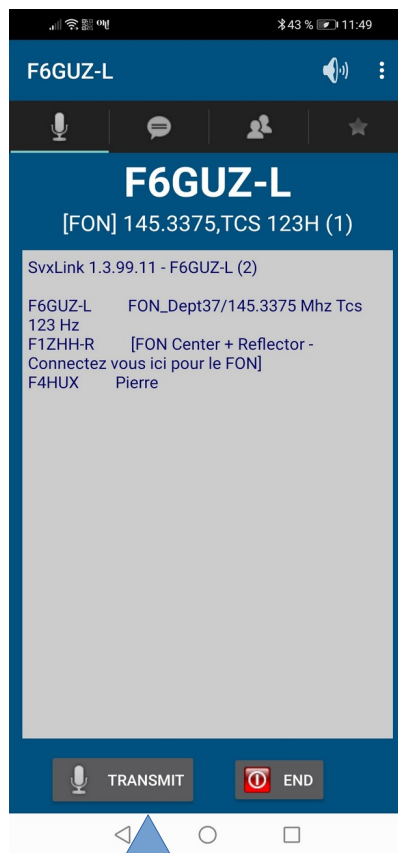 43 % 11:49
F6GUZ-L
F6GUZ-L
[FON] 145.3375,TCS 123H (1)
SvxLink 1.3.99.11 - F6GUZ-L (2)
F6GUZ-L FON_Dept37/145.3375 Mhz Tcs
123 Hz
F1ZHH-R [FON Center + Reflector -
Connectez vous ici pour le FON]
F4HUX Pierre
TRANSMIT END